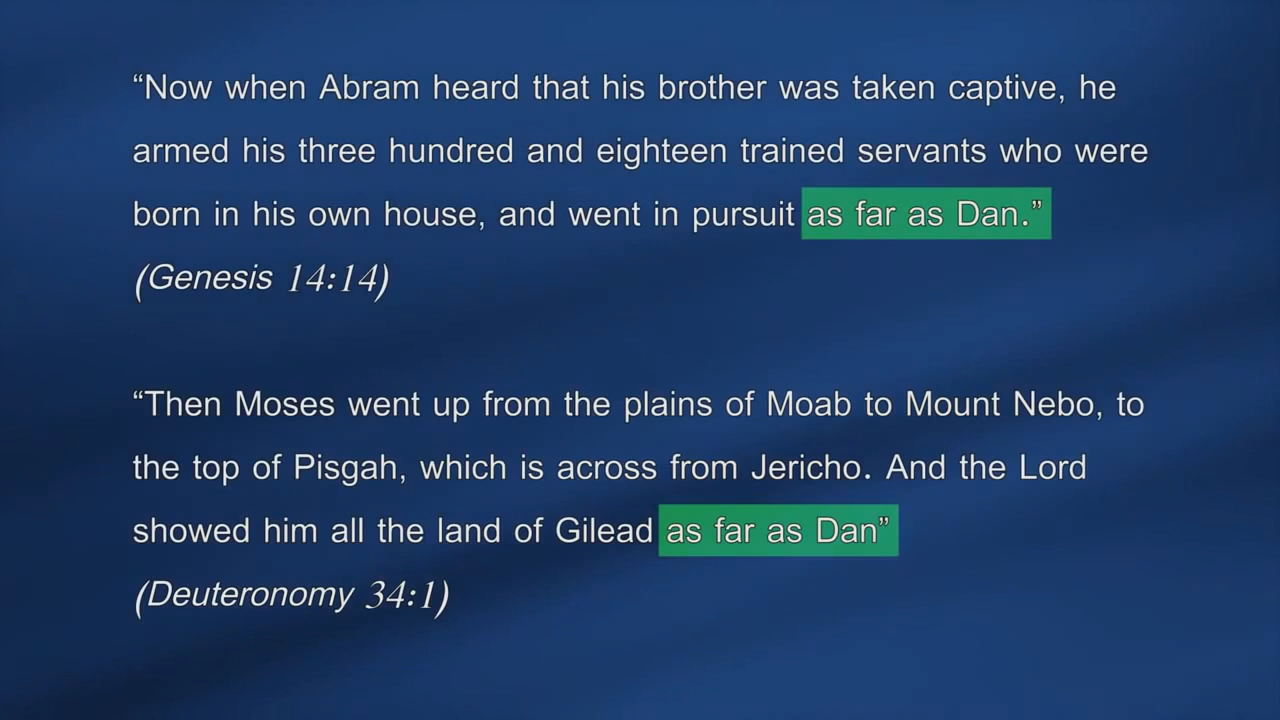 “Now when Abram heard that his brother was taken captive, he
armed his three hundred and eighteen trained servants who were
born in his own house, and went in pursuit as far as Dan.”
(Genesis 14:14)
“Then Moses went up from the plains of Moab to Mount Nebo, to
the top of Pisgah, which is across from Jericho. And the Lord
showed him all the land of Gilead as far as Dan”
(Deuteronomy 34:1)